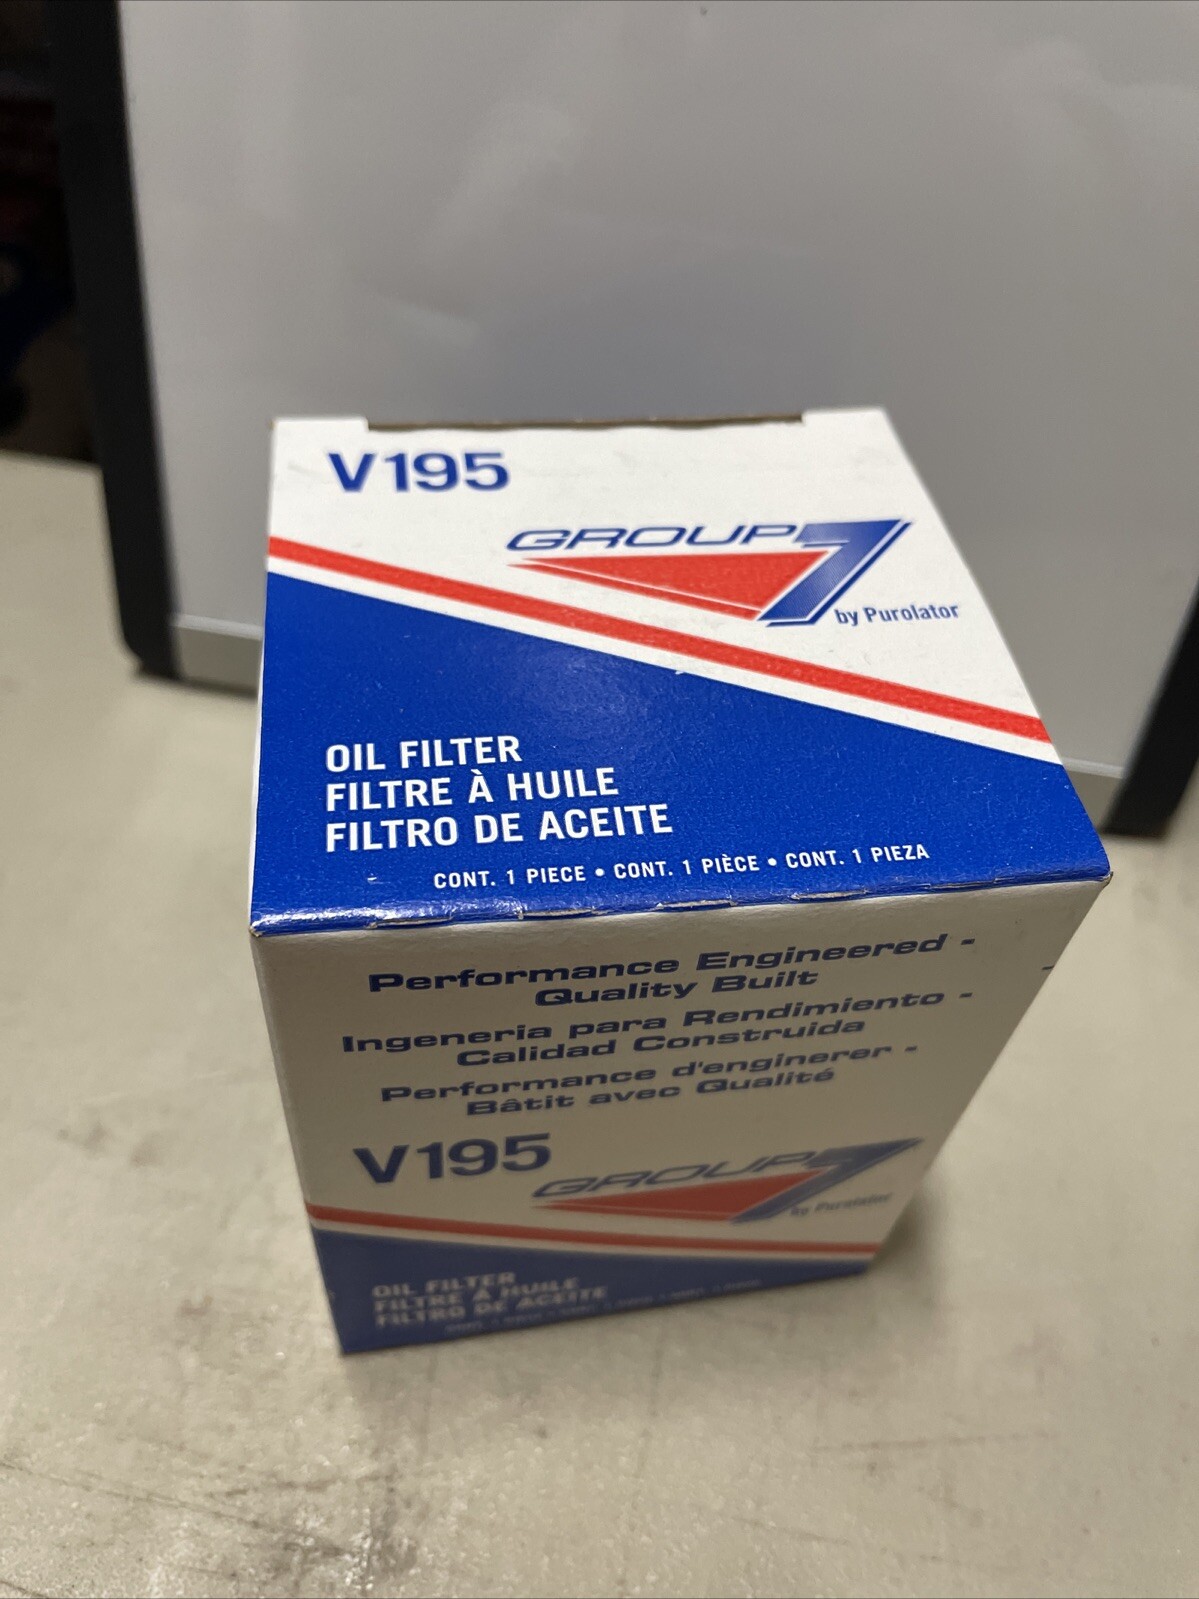 V195
GROUP 7
by Purolator
OIL FILTER
FILTRE À HUILE
FILTRO DE ACEITE
CONT. 1 PIECE • CONT. 1 PIÈCE • CONT. 1 PIEZA
Performance Engineered -
Quality Built
Ingeneria para Rendimiento -
Calidad Construida
Performance d'enginerer -
Bâtit avec Qualité
V195
GROUP 7
by Purolator
OIL FILTER
FILTRE À HUILE
FILTRO DE ACEITE